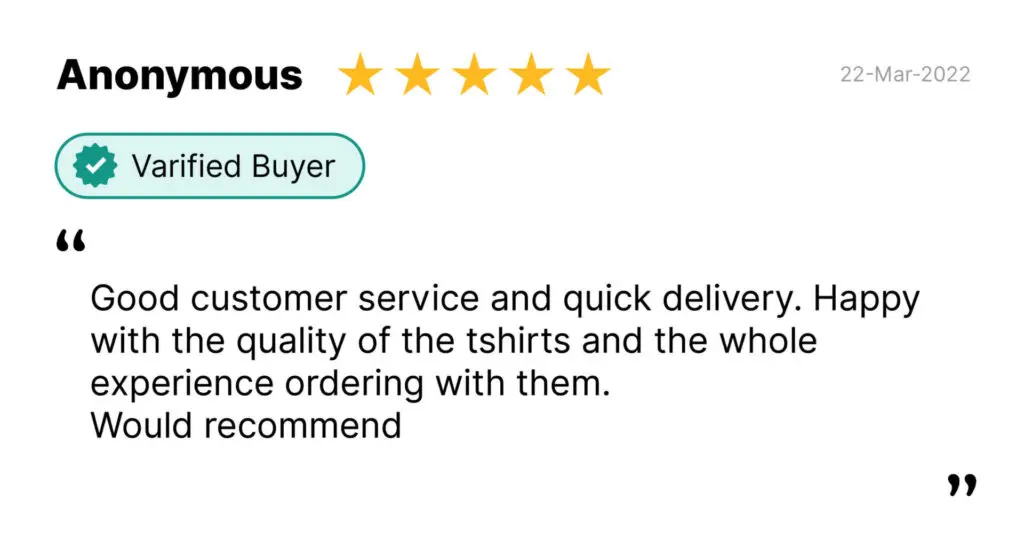 Anonymous
22-Mar-2022
Varified Buyer
“
Good customer service and quick delivery. Happy
with the quality of the tshirts and the whole
experience ordering with them.
Would recommend
”